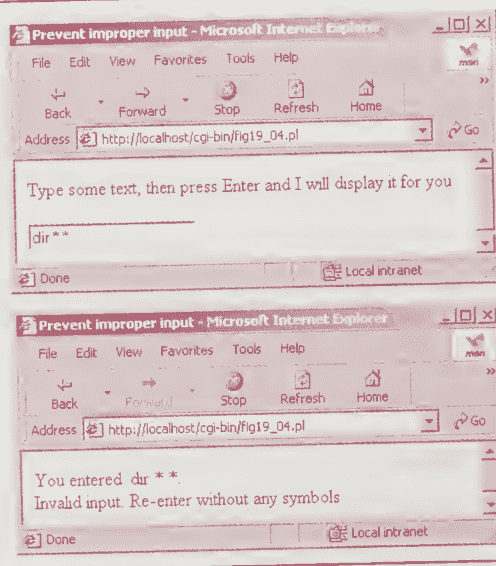 Prevent improper input - Microsoft Internet Explorer
msn
File Edit View Favorites Tools Help
Back Forward Stop Refresh Home
Address http://localhost/cgi-bin/fig19_04.pl Go
Type some text, then press Enter and I will display it for you
dir**
Done Local intranet
Prevent improper input - Microsoft Internet Explorer
msn
File Edit View Favorites Tools Help
Back Forward Stop Refresh Home
Address http://localhost/cgi-bin/fig19_04.pl Go
You entered dir **.
Invalid input. Re-enter without any symbols
Done Local intranet